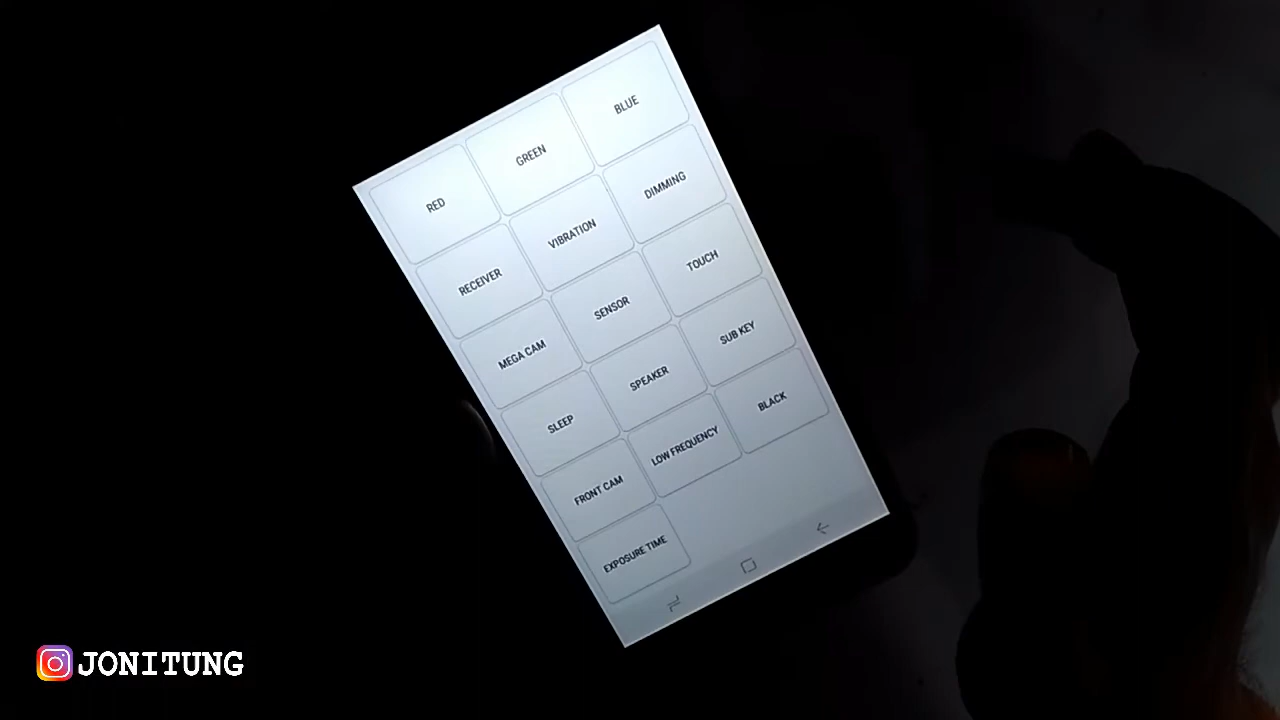 RED GREEN BLUE
RECEIVER VIBRATION DIMMING
MEGA CAM SENSOR TOUCH
SLEEP SPEAKER SUB KEY
FRONT CAM LOW FREQUENCY BLACK
EXPOSURE TIME
JONITUNG